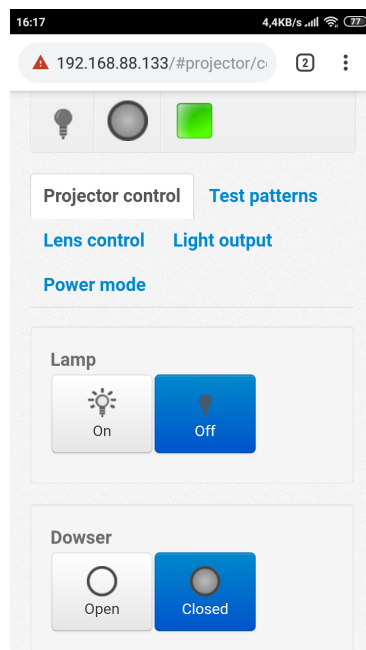 16:17 4,4KB/s 77
192.168.88.133/#projector/c
2
Projector control Test patterns
Lens control Light output
Power mode
Lamp
On Off
Dowser
Open Closed